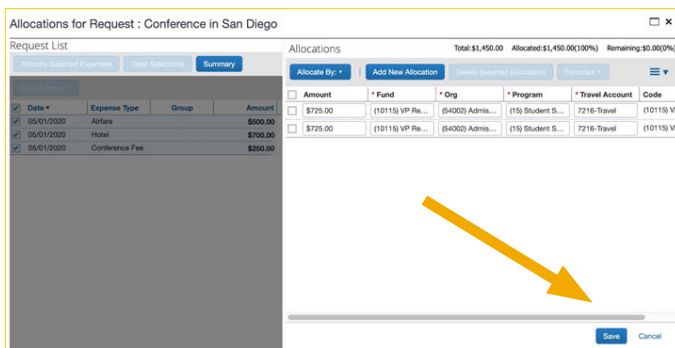 Allocations for Request : Conference in San Diego
Request List
Allocate Selected Expenses Clear Selections Summary
Select Group
Date Expense Type Group Amount
05/01/2020 Airfare $500.00
05/01/2020 Hotel $700.00
05/01/2020 Conference Fee $250.00
Allocations Total:$1,450.00 Allocated:$1,450.00(100%) Remaining:$0.00(0%)
Allocate By: Add New Allocation Delete Selected Allocations Favorites
Amount * Fund * Org * Program * Travel Account Code
$725.00 (10115) VP Re... (54002) Admis... (15) Student S... 7216-Travel (10115) V
$725.00 (10115) VP Re... (54002) Admis... (15) Student S... 7216-Travel (10115) V
Save Cancel